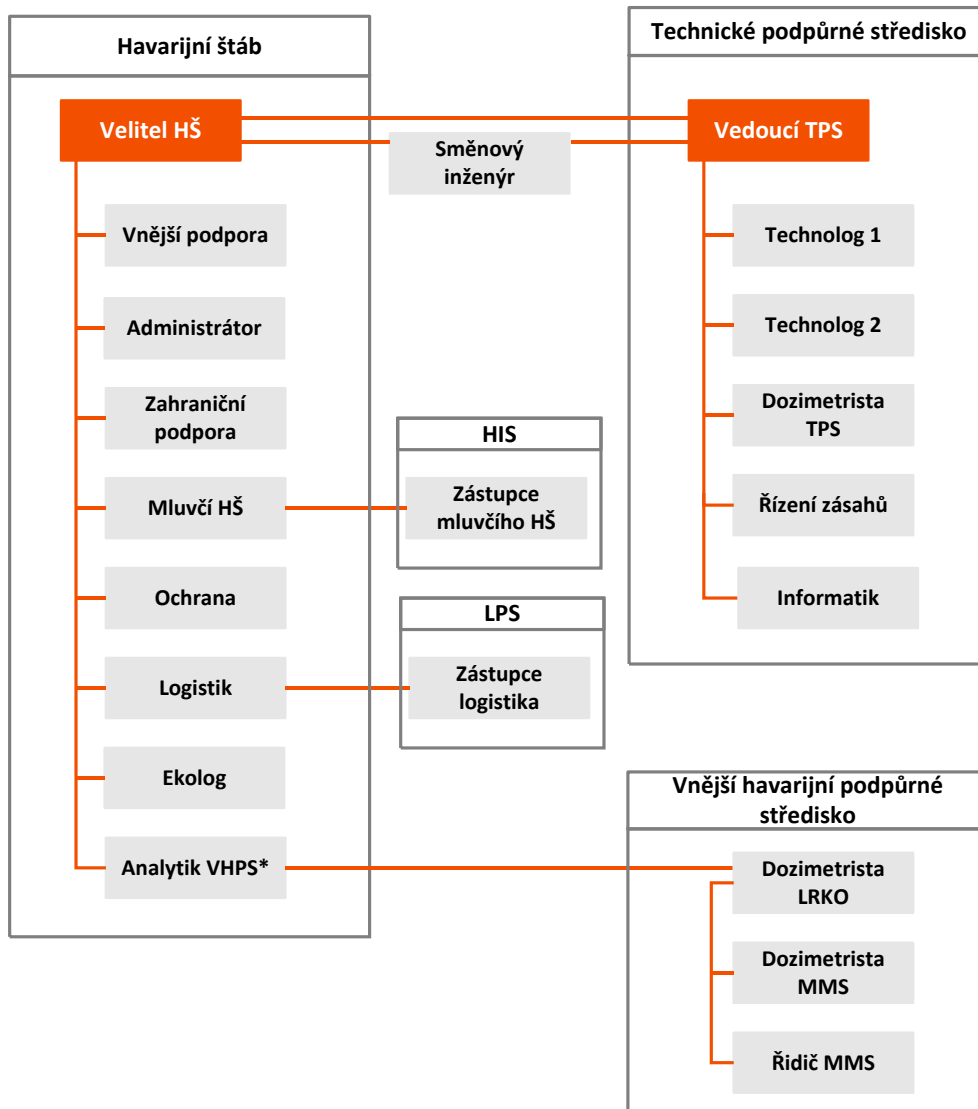 Havarijní štáb
Velitel HŠ
Vnější podpora
Administrátor
Zahraniční
podpora
Mluvčí HŠ
Ochrana
Logistik
Ekolog
Analytik VHPS*
Směnový
inženýr
HIS
Zástupce
mluvčího HŠ
LPS
Zástupce
logistika
Technické podpůrné středisko
Vedoucí TPS
Technolog 1
Technolog 2
Dozimetrista
TPS
Řízení zásahů
Informatik
Vnější havarijní podpůrné
středisko
Dozimetrista
LRKO
Dozimetrista
MMS
Řidič MMS